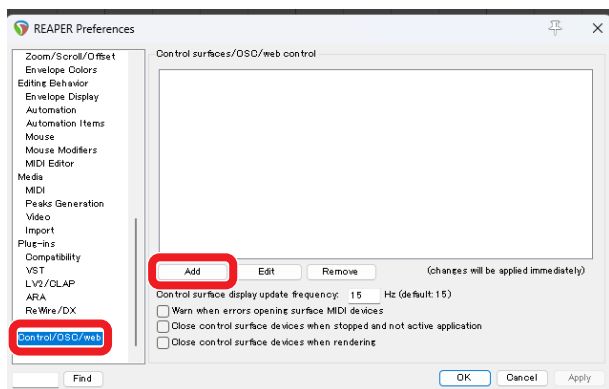 REAPER Preferences
Zoom/Scroll/Offset
Envelope Colors
Editing Behavior
Envelope Display
Automation
Automation Items
Mouse
Mouse Modifiers
MIDI Editor
Media
MIDI
Peaks Generation
Video
Import
Plug-ins
Compatibility
VST
LV2/CLAP
ARA
ReWire/DX
Control/OSC/web
Find
Control surfaces/OSC/web control
Add Edit Remove (changes will be applied immediately)
Control surface display update frequency: 15 Hz (default: 15)
Warn when errors opening surface MIDI devices
Close control surface devices when stopped and not active application
Close control surface devices when rendering
OK Cancel Apply